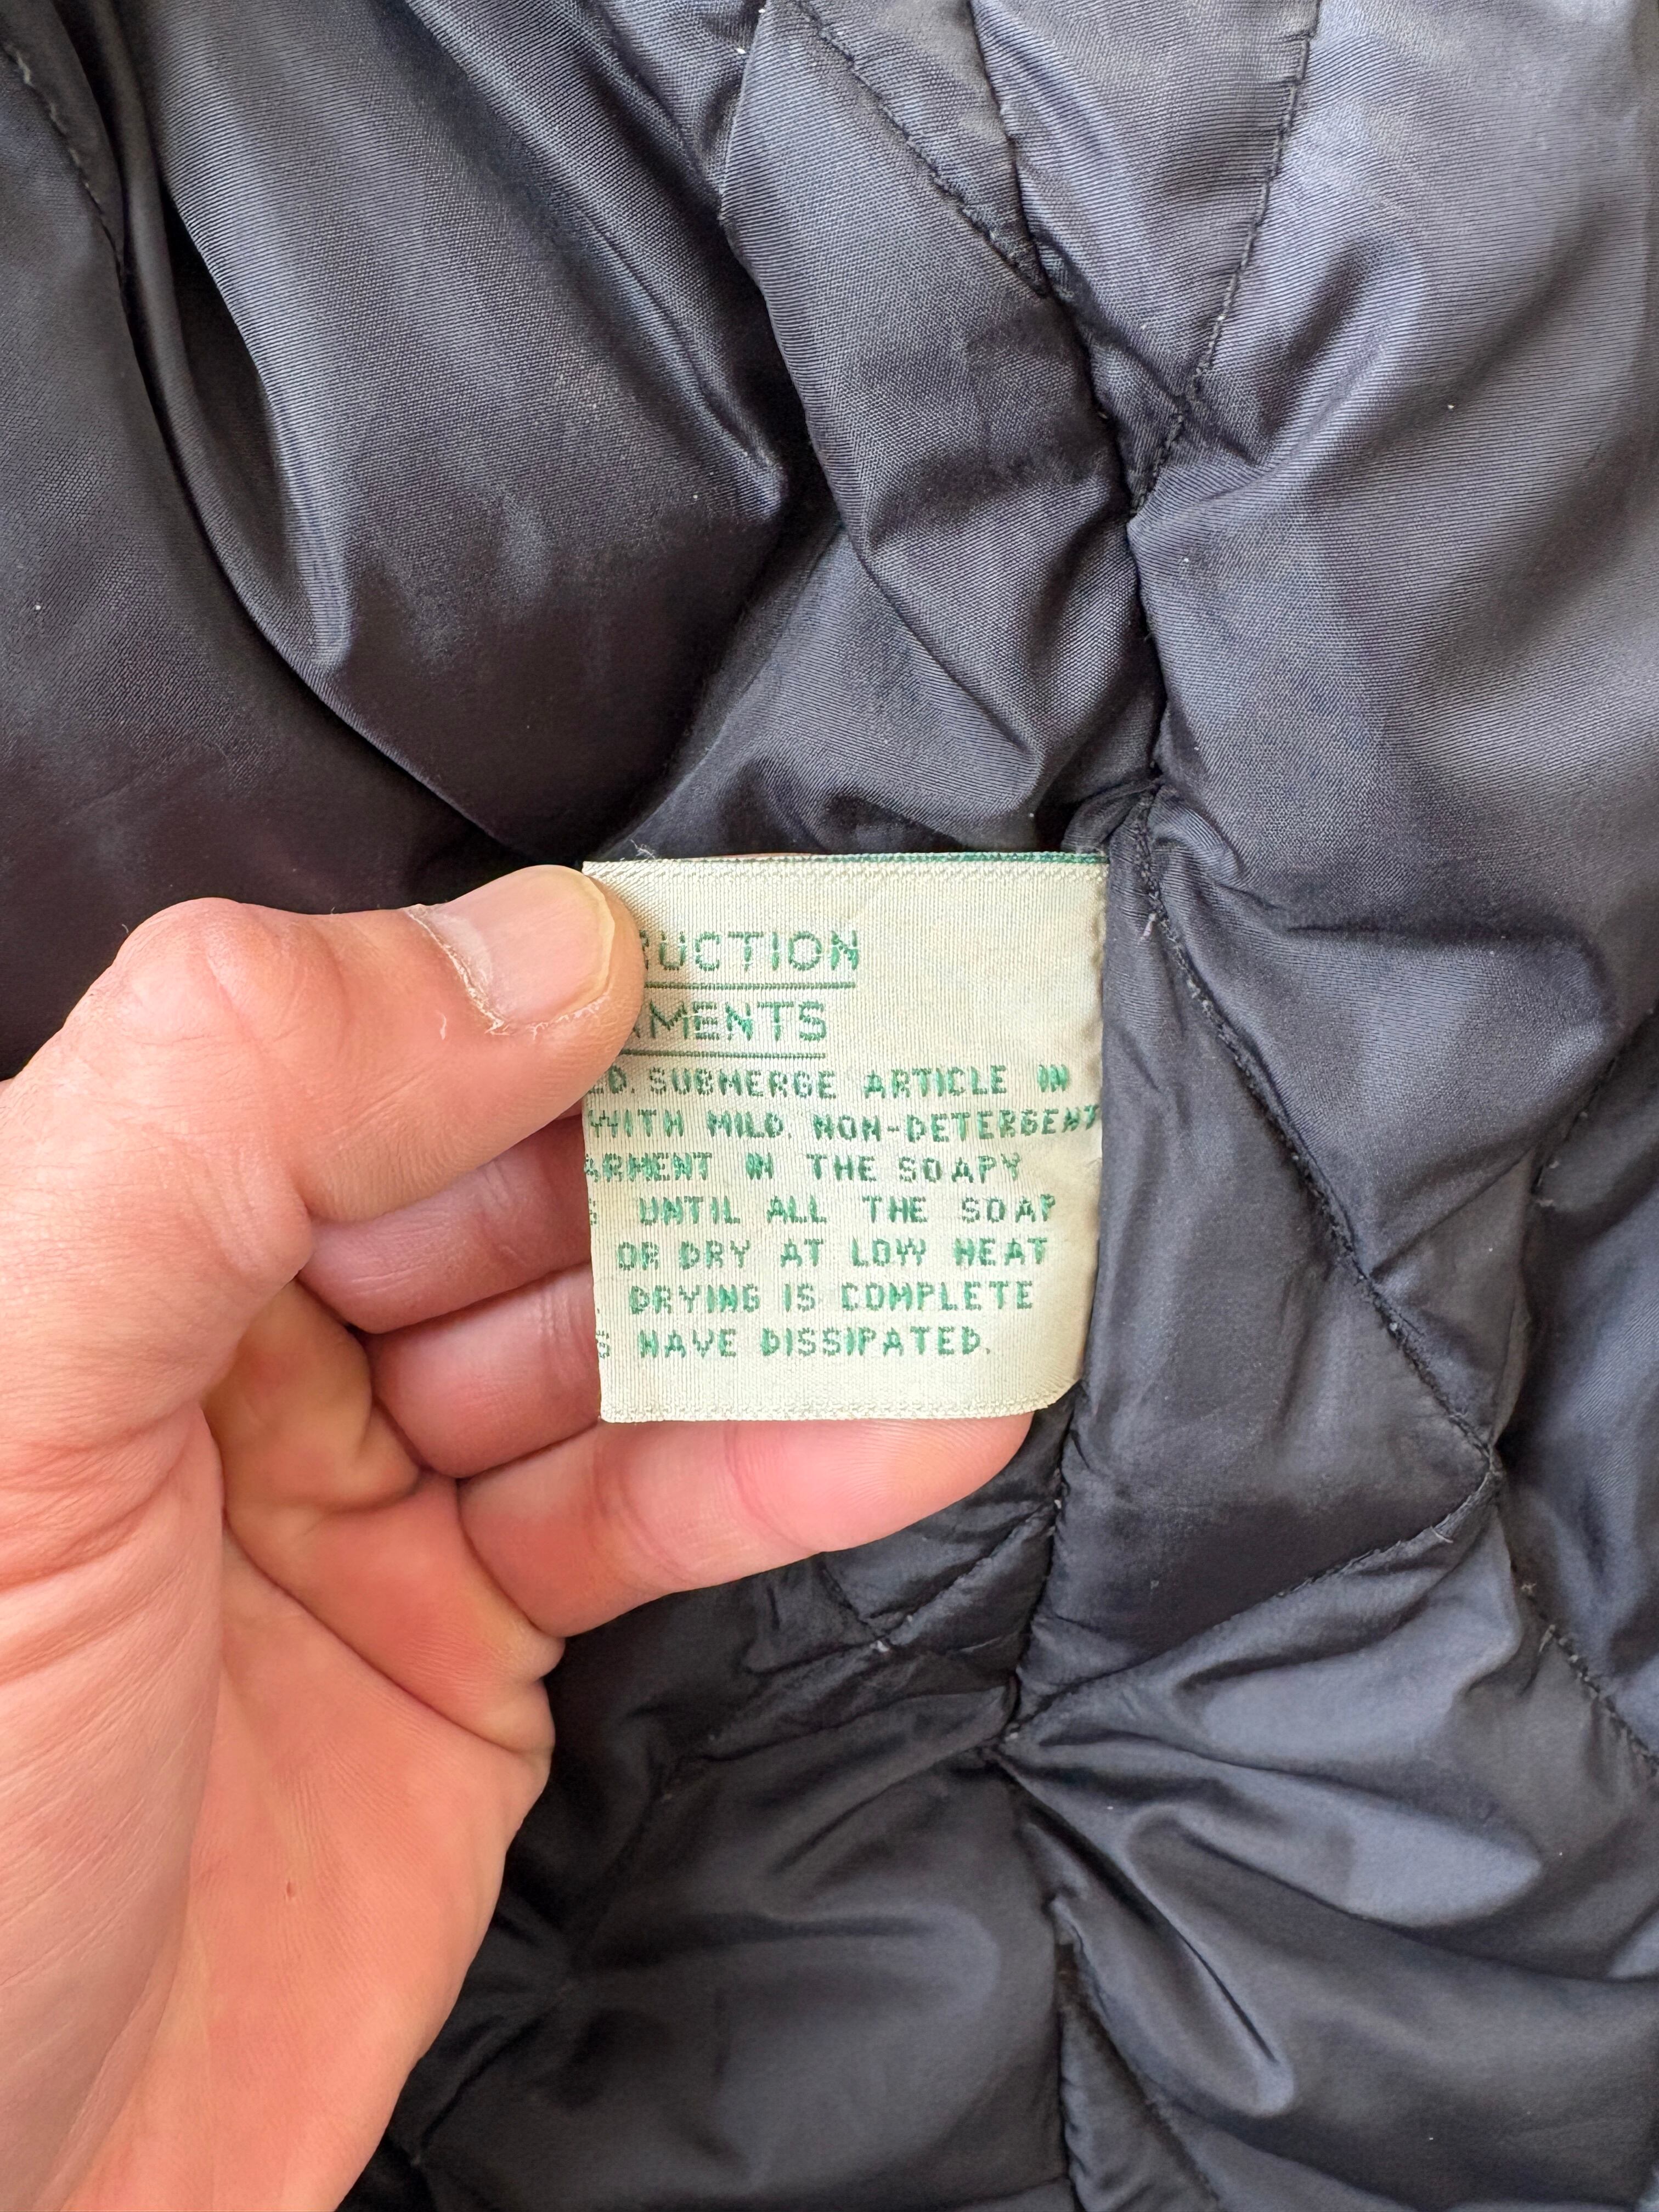 RUCTION
MENTS
D. SUBMERGE ARTICLE IN
WITH MILD, NON-DETERGENT
ARMENT IN THE SOAPY
S UNTIL ALL THE SOAP
OR DRY AT LOW HEAT
. DRYING IS COMPLETE
S HAVE DISSIPATED.